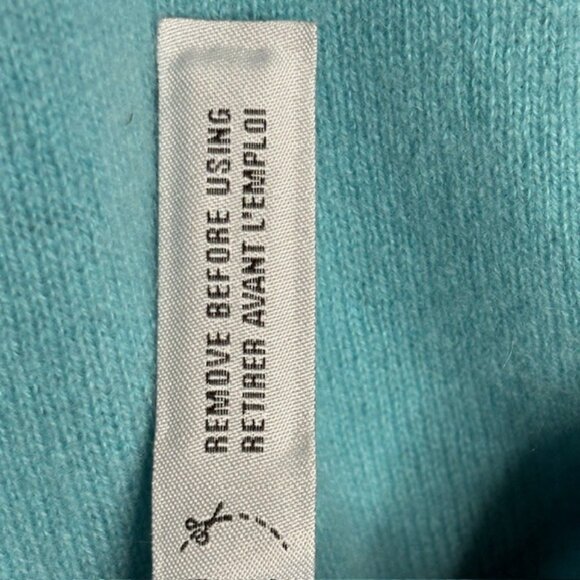 REMOVE BEFORE USING
RETIRER AVANT L'EMPLOI